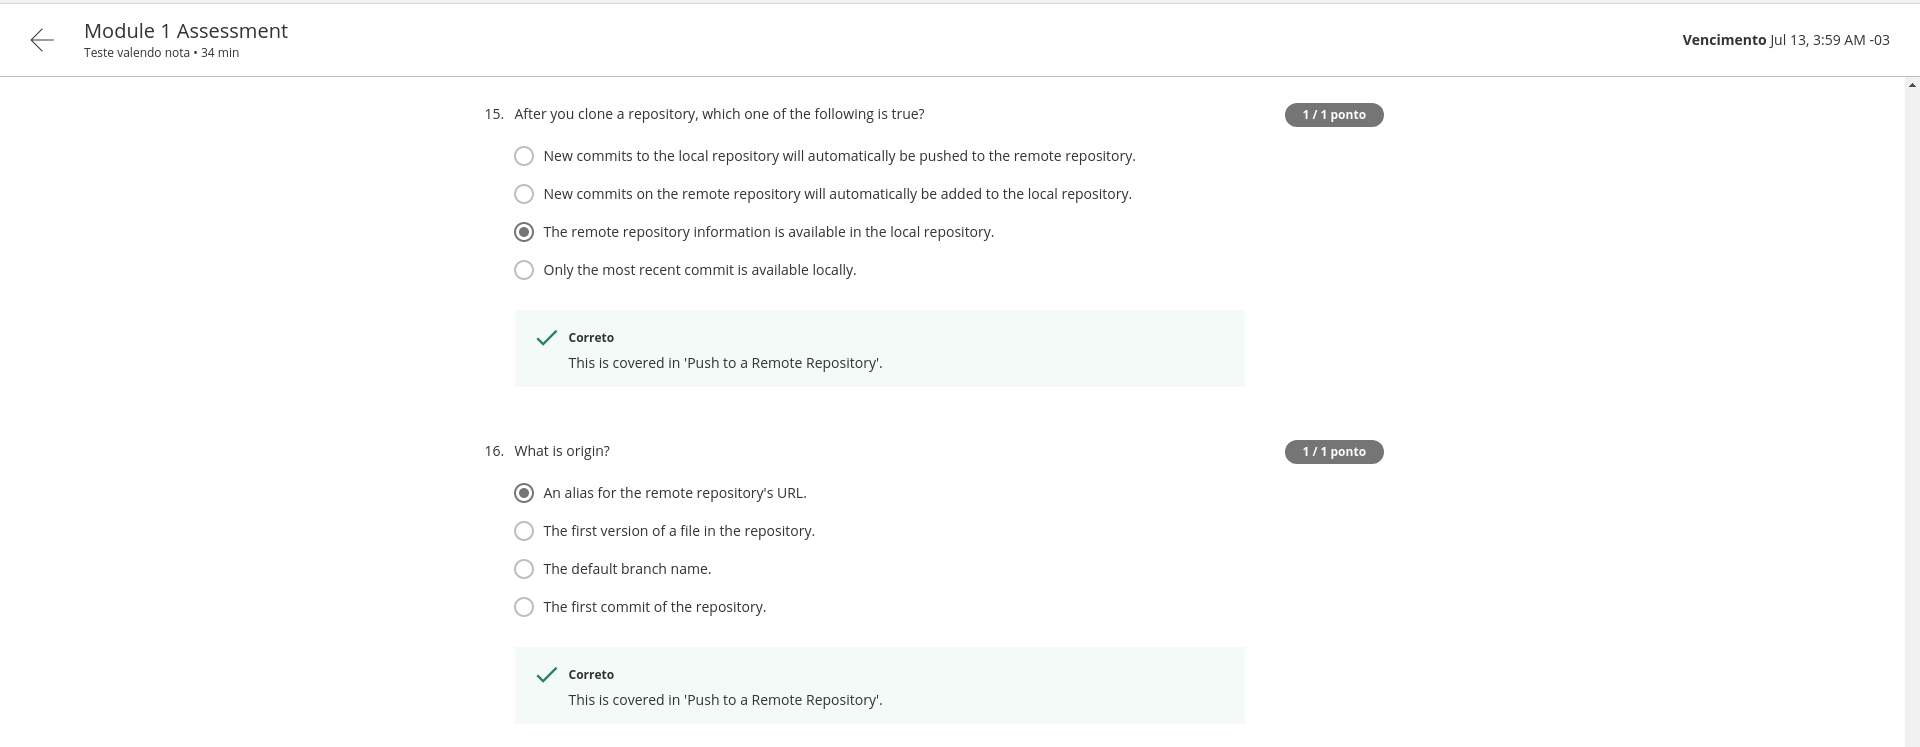 Module 1 Assessment
Teste valendo nota • 34 min
Vencimento Jul 13, 3:59 AM -03
15. After you clone a repository, which one of the following is true?
1 / 1 ponto
New commits to the local repository will automatically be pushed to the remote repository.
New commits on the remote repository will automatically be added to the local repository.
The remote repository information is available in the local repository.
Only the most recent commit is available locally.
Correto
This is covered in 'Push to a Remote Repository'.
16. What is origin?
1 / 1 ponto
An alias for the remote repository's URL.
The first version of a file in the repository.
The default branch name.
The first commit of the repository.
Correto
This is covered in 'Push to a Remote Repository'.